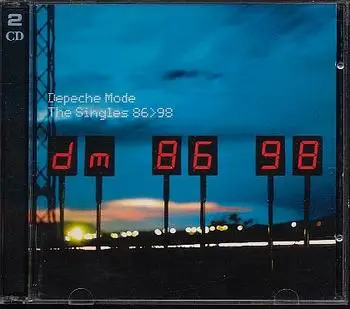 2
CD
Depeche Mode
The Singles 86>98
dm 86 98